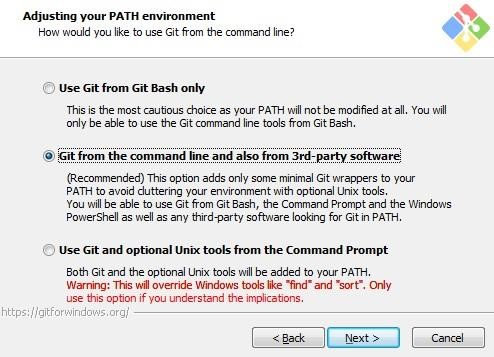 Adjusting your PATH environment
How would you like to use Git from the command line?
Use Git from Git Bash only
This is the most cautious choice as your PATH will not be modified at all. You will
only be able to use the Git command line tools from Git Bash.
Git from the command line and also from 3rd-party software
(Recommended) This option adds only some minimal Git wrappers to your
PATH to avoid cluttering your environment with optional Unix tools.
You will be able to use Git from Git Bash, the Command Prompt and the Windows
PowerShell as well as any third-party software looking for Git in PATH.
Use Git and optional Unix tools from the Command Prompt
Both Git and the optional Unix tools will be added to your PATH.
Warning: This will override Windows tools like "find" and "sort". Only
use this option if you understand the implications.
https://gitforwindows.org/
< Back
Next >
Cancel